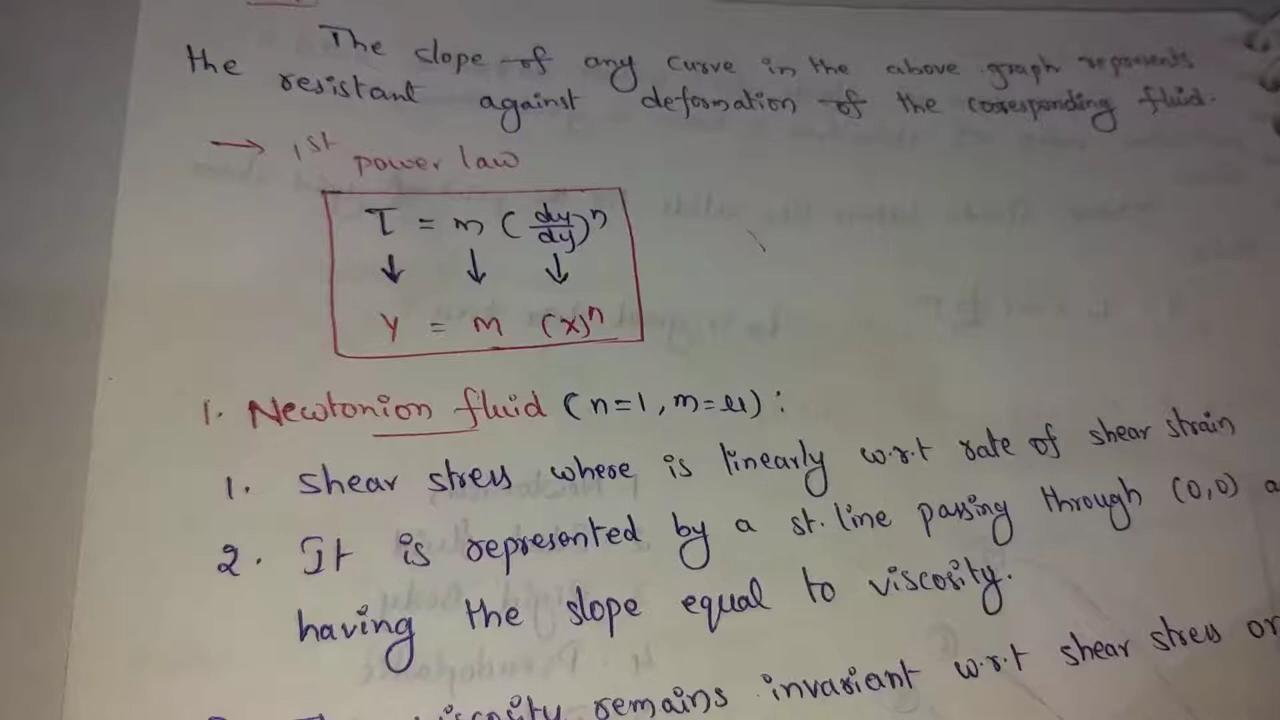 The slope of any curve in the above graph represents
the resistant against deformation of the corresponding fluid.
→ 1st power law
τ = m (du/dy)^n
↓ ↓ ↓
Y = m (x)^n
1. Newtonion fluid (n=1, m=μ):
1. shear stress where is linearly w.r.t rate of shear strain
2. It is represented by a st. line passing through (0,0) a
having the slope equal to viscosity.
remains invariant w.r.t shear stress or